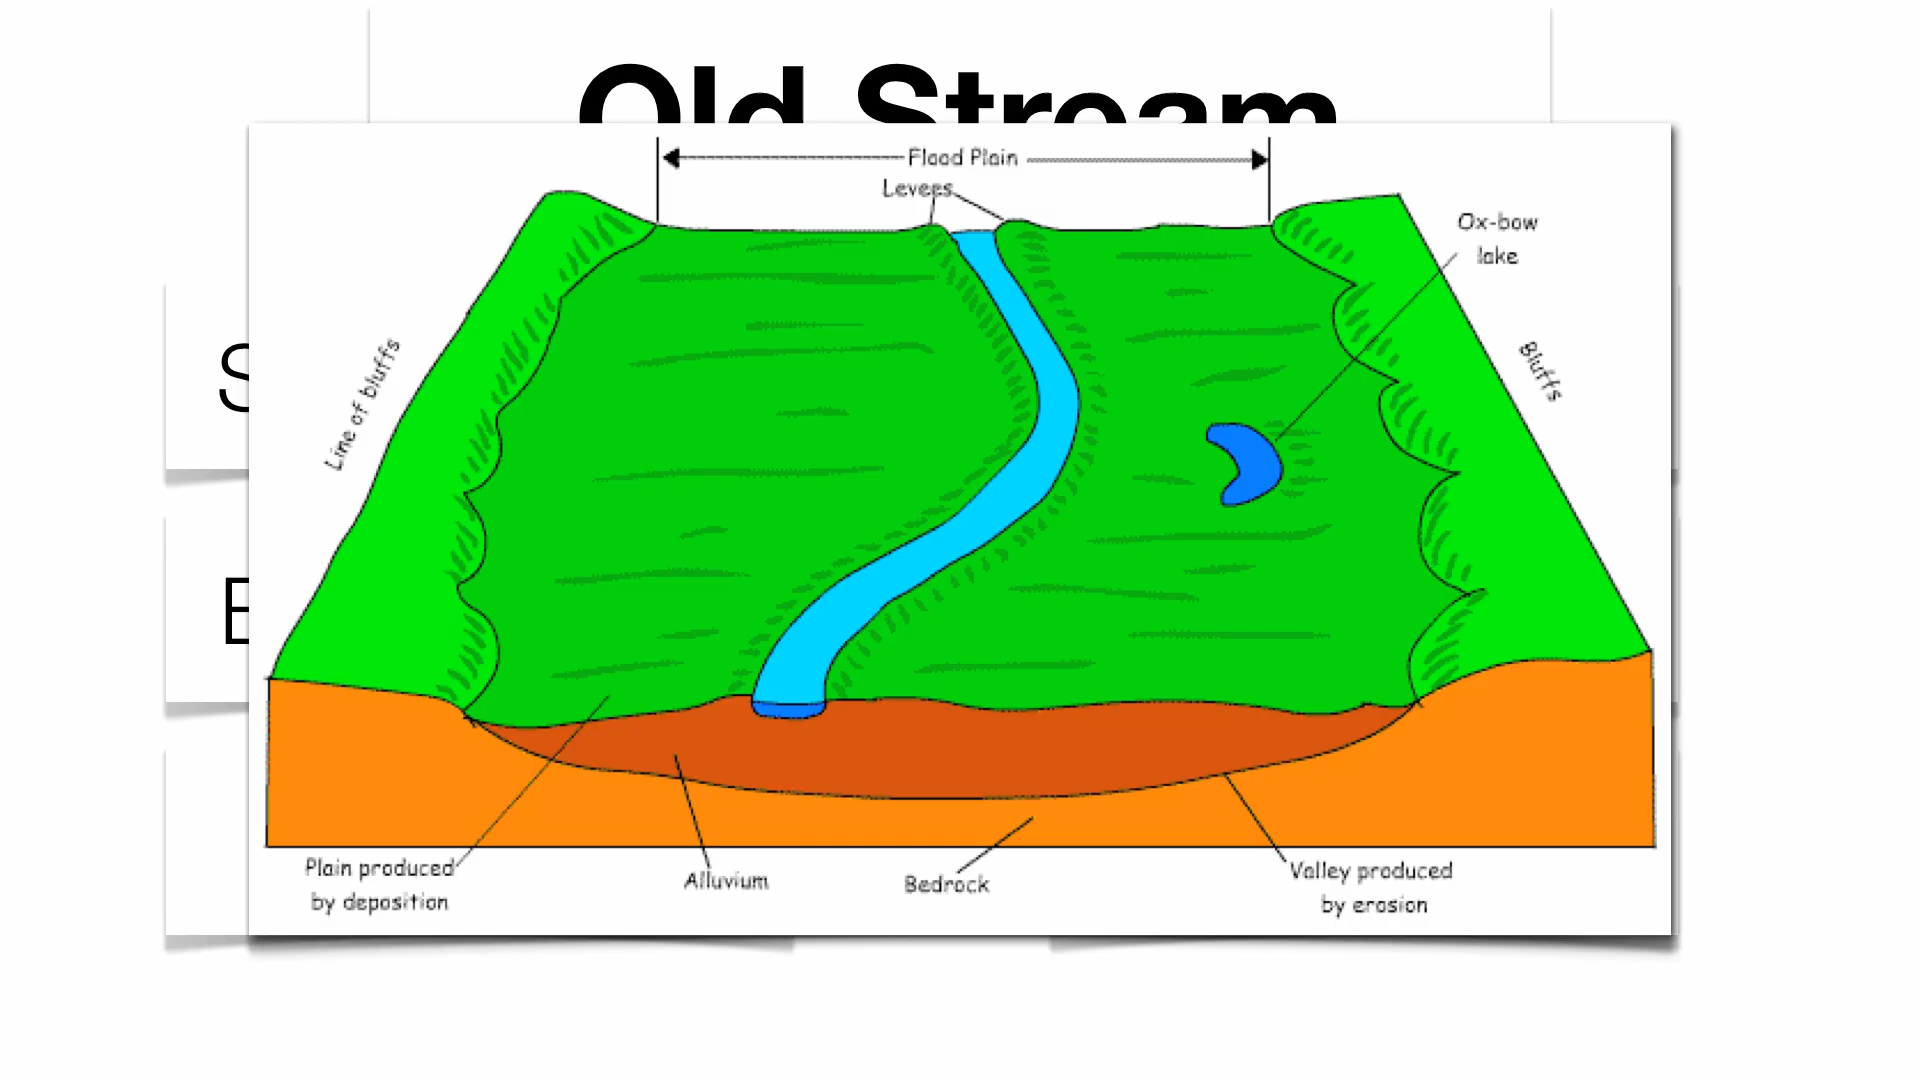 Old Stream
Flood Plain
Levees
Ox-bow
lake
Line of bluffs
Bluffs
Plain produced
by deposition
Alluvium
Bedrock
Valley produced
by erosion